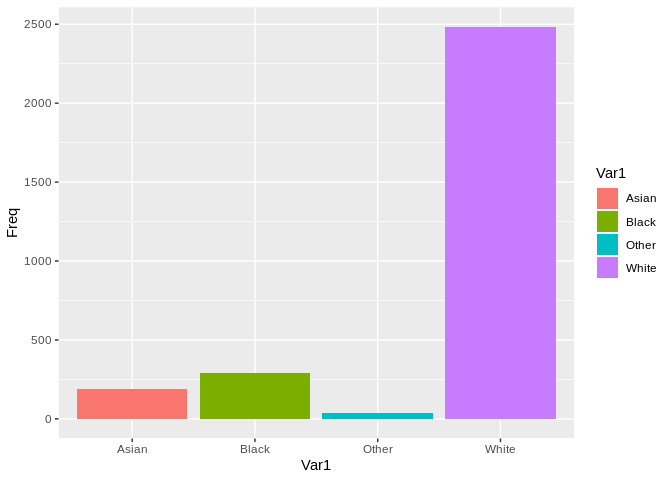 2500
2000
1500
1000
500
0
Freq
Asian Black Other White
Var1
Var1
Asian
Black
Other
White